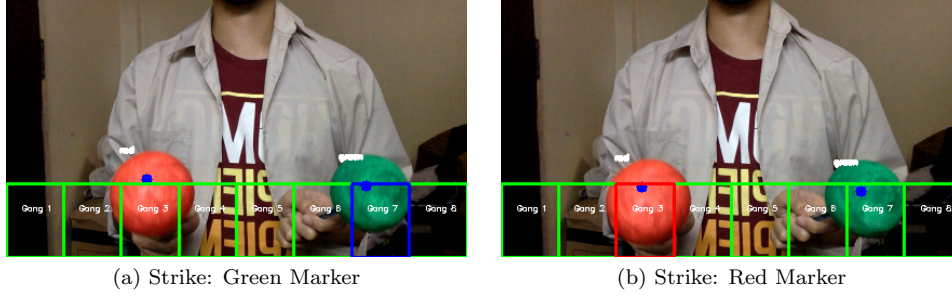 red
green
Gang 1 Gang 2 Gang 3 Gang 4 Gang 5 Gang 6 Gang 7 Gang 8
(a) Strike: Green Marker
red
green
Gang 1 Gang 2 Gang 3 Gang 4 Gang 5 Gang 6 Gang 7 Gang 8
(b) Strike: Red Marker